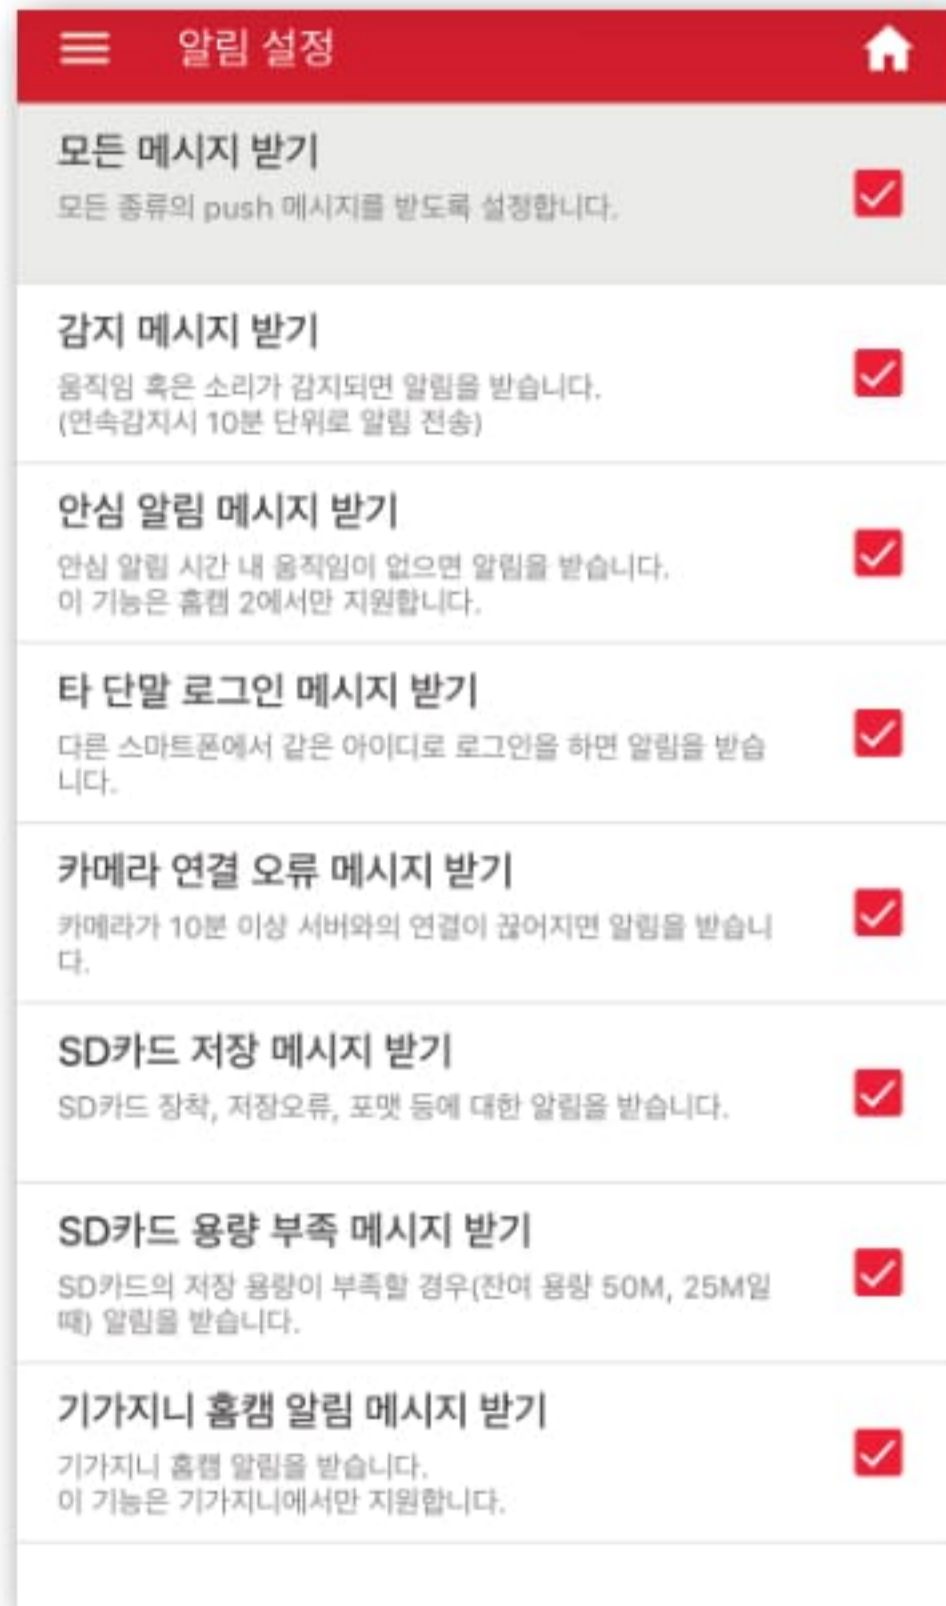 알림 설정
모든 메시지 받기
모든 종류의 push 메시지를 받도록 설정합니다.
감지 메시지 받기
움직임 혹은 소리가 감지되면 알림을 받습니다.
(연속감지시 10분 단위로 알림 전송)
안심 알림 메시지 받기
안심 알림 시간 내 움직임이 없으면 알림을 받습니다.
이 기능은 홈캠 2에서만 지원합니다.
타 단말 로그인 메시지 받기
다른 스마트폰에서 같은 아이디로 로그인을 하면 알림을 받습
니다.
카메라 연결 오류 메시지 받기
카메라가 10분 이상 서버와의 연결이 끊어지면 알림을 받습니
다.
SD카드 저장 메시지 받기
SD카드 장착, 저장오류, 포맷 등에 대한 알림을 받습니다.
SD카드 용량 부족 메시지 받기
SD카드의 저장 용량이 부족할 경우(잔여 용량 50M, 25M일
때) 알림을 받습니다.
기가지니 홈캠 알림 메시지 받기
기가지니 홈캠 알림을 받습니다.
이 기능은 기가지니에서만 지원합니다.